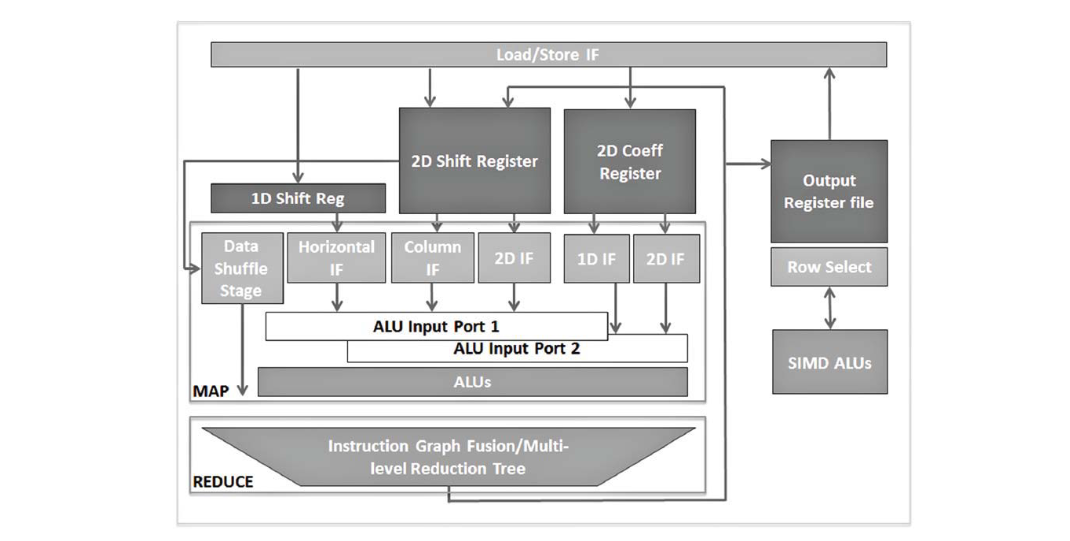 Load/Store IF
2D Shift Register
2D Coeff
Register
Output
Register file
1D Shift Reg
Data
Shuffle
Stage
Horizontal
IF
Column
IF
2D IF
1D IF
2D IF
Row Select
ALU Input Port 1
ALU Input Port 2
SIMD ALUs
ALUs
MAP
Instruction Graph Fusion/Multi-
level Reduction Tree
REDUCE